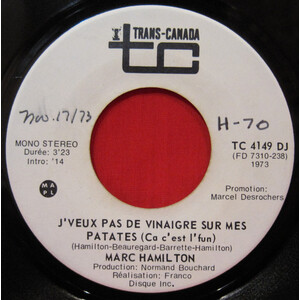 TRANS-CANADA
tc
Nov. 17/73
H-70
MONO STEREO
Durée: 3'23
Intro: '14
TC 4149 DJ
(FD 7310-238)
1973
MAPL
Promotion:
Marcel Desrochers
J'VEUX PAS DE VINAIGRE SUR MES
PATATES (Ca c'est l'fun)
(Hamilton-Beauregard-Barrette-Hamilton)
MARC HAMILTON
Production: Normand Bouchard
Réalisation: Franco
Disque Inc.